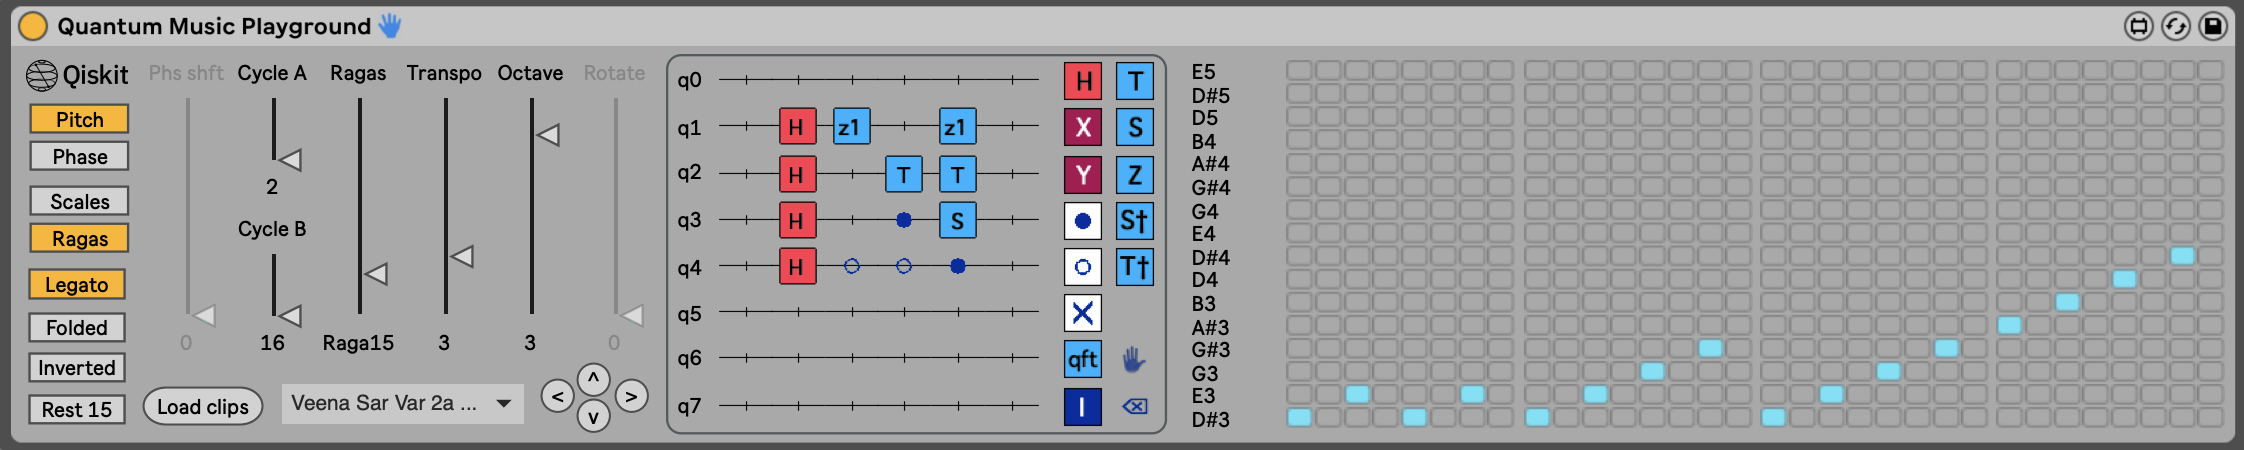 Quantum Music Playground
Qiskit
Pitch
Phase
Scales
Ragas
Legato
Folded
Inverted
Rest 15
Phs shft Cycle A Ragas Transpo Octave Rotate
2
Cycle B
0 16 Raga15 3 3 0
Load clips Veena Sar Var 2a ... < ^ v >
q0
q1 H z1 z1
q2 H T T
q3 H S
q4 H
q5
q6
q7
H T
X S
Y Z
S†
T†
qft
I
E5
D#5
D5
B4
A#4
G#4
G4
E4
D#4
D4
B3
A#3
G#3
G3
E3
D#3